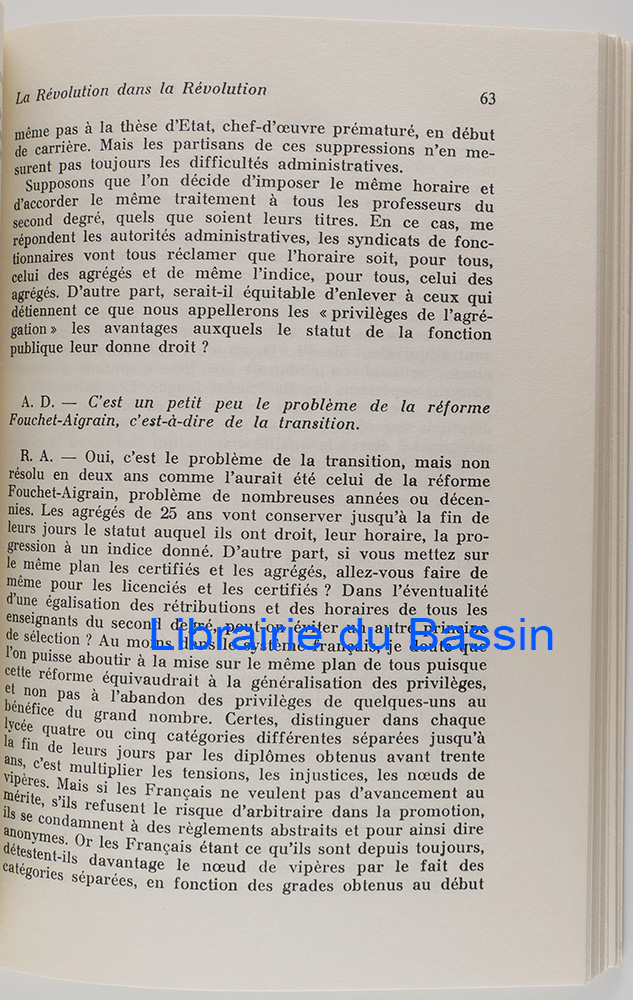 La Révolution dans la Révolution 63
même pas à la thèse d'Etat, chef-d'œuvre prématuré, en début
de carrière. Mais les partisans de ces suppressions n'en me-
surent pas toujours les difficultés administratives.
Supposons que l'on décide d'imposer le même horaire et
d'accorder le même traitement à tous les professeurs du
second degré, quels que soient leurs titres. En ce cas, me
répondent les autorités administratives, les syndicats de fonc-
tionnaires vont tous réclamer que l'horaire soit, pour tous,
celui des agrégés et de même l'indice, pour tous, celui des
agrégés. D'autre part, serait-il équitable d'enlever à ceux qui
détiennent ce que nous appellerons les « privilèges de l'agré-
gation » les avantages auxquels le statut de la fonction
publique leur donne droit ?
A. D. — C'est un petit peu le problème de la réforme
Fouchet-Aigrain, c'est-à-dire de la transition.
R. A. — Oui, c'est le problème de la transition, mais non
résolu en deux ans comme l'aurait été celui de la réforme
Fouchet-Aigrain, problème de nombreuses années ou décen-
nies. Les agrégés de 25 ans vont conserver jusqu'à la fin de
leurs jours le statut auquel ils ont droit, leur horaire, la pro-
gression à un indice donné. D'autre part, si vous mettez sur
le même plan les certifiés et les agrégés, allez-vous faire de
même pour les licenciés et les certifiés ? Dans l'éventualité
d'une égalisation des rétributions et des horaires de tous les
enseignants du second degré, peut-on éviter un autre principe
de sélection ? Au moins dans le système français, je doute que
Librairie du Bassin
l'on puisse aboutir à la mise sur le même plan de tous puisque
cette réforme équivaudrait à la généralisation des privilèges,
et non pas à l'abandon des privilèges de quelques-uns au
bénéfice du grand nombre. Certes, distinguer dans chaque
lycée quatre ou cinq catégories différentes séparées jusqu'à
la fin de leurs jours par les diplômes obtenus avant trente
ans, c'est multiplier les tensions, les injustices, les nœuds de
vipères. Mais si les Français ne veulent pas d'avancement au
mérite, s'ils refusent le risque d'arbitraire dans la promotion,
ils se condamnent à des règlements abstraits et pour ainsi dire
anonymes. Or les Français étant ce qu'ils sont depuis toujours,
détestent-ils davantage le nœud de vipères par le fait des
catégories séparées, en fonction des grades obtenus au début